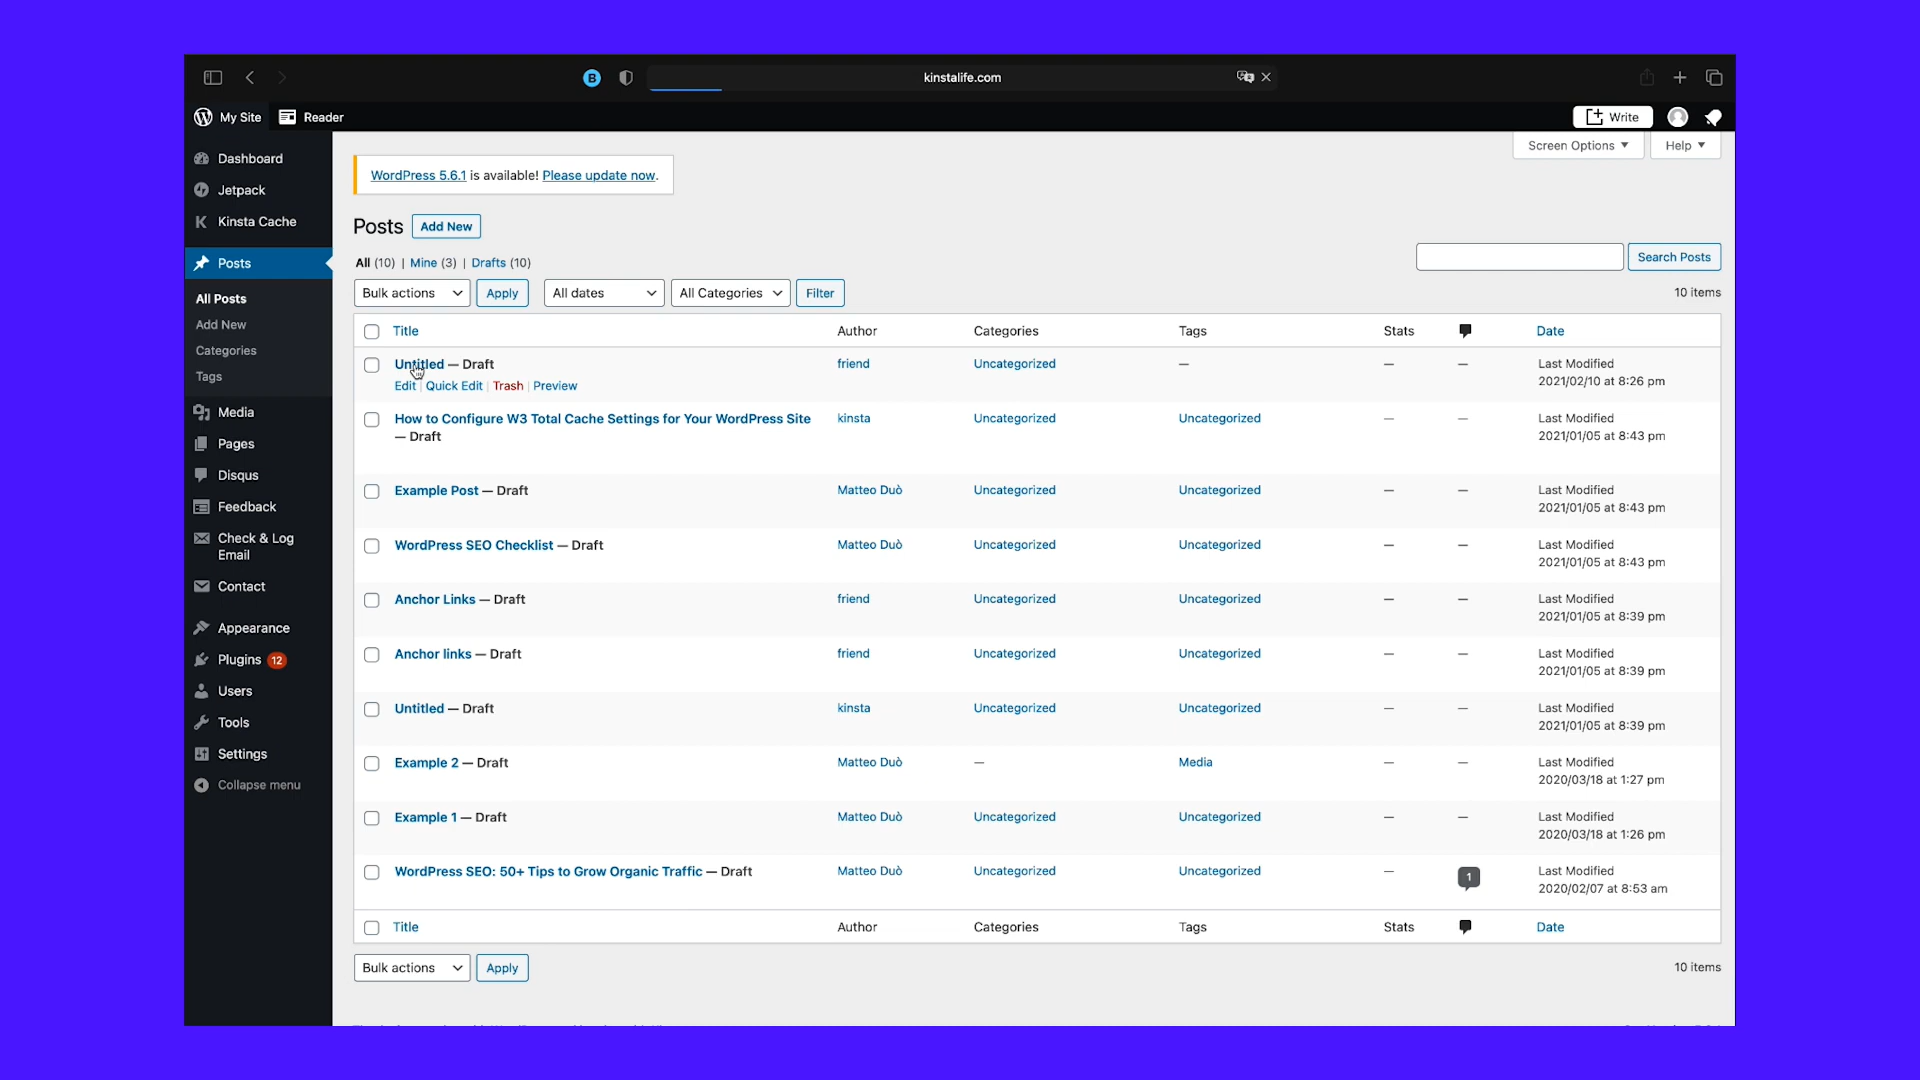 kinstalife.com
My Site Reader Write
Screen Options Help
Dashboard
Jetpack
Kinsta Cache
Posts
All Posts
Add New
Categories
Tags
Media
Pages
Disqus
Feedback
Check & Log
Email
Contact
Appearance
Plugins 12
Users
Tools
Settings
Collapse menu
WordPress 5.6.1 is available! Please update now.
Posts Add New
All (10) | Mine (3) | Drafts (10)
Search Posts
Bulk actions Apply All dates All Categories Filter
10 items
Title Author Categories Tags Stats Date
Untitled — Draft friend Uncategorized — — — Last Modified
2021/02/10 at 8:26 pm
Edit | Quick Edit | Trash | Preview
How to Configure W3 Total Cache Settings for Your WordPress Site kinsta Uncategorized Uncategorized — — Last Modified
— Draft 2021/01/05 at 8:43 pm
Example Post — Draft Matteo Duò Uncategorized Uncategorized — — Last Modified
2021/01/05 at 8:43 pm
WordPress SEO Checklist — Draft Matteo Duò Uncategorized Uncategorized — — Last Modified
2021/01/05 at 8:43 pm
Anchor Links — Draft friend Uncategorized Uncategorized — — Last Modified
2021/01/05 at 8:39 pm
Anchor links — Draft friend Uncategorized Uncategorized — — Last Modified
2021/01/05 at 8:39 pm
Untitled — Draft kinsta Uncategorized Uncategorized — — Last Modified
2021/01/05 at 8:39 pm
Example 2 — Draft Matteo Duò — Media — — Last Modified
2020/03/18 at 1:27 pm
Example 1 — Draft Matteo Duò Uncategorized Uncategorized — — Last Modified
2020/03/18 at 1:26 pm
WordPress SEO: 50+ Tips to Grow Organic Traffic — Draft Matteo Duò Uncategorized Uncategorized — 1 Last Modified
2020/02/07 at 8:53 am
Title Author Categories Tags Stats Date
Bulk actions Apply
10 items